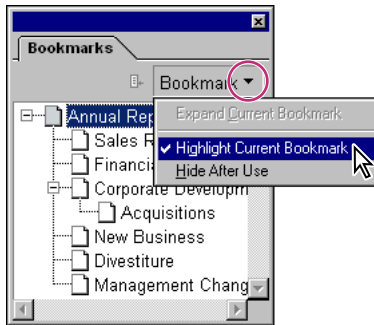 Bookmarks
Bookmark
Expand Current Bookmark
Annual Rep
Highlight Current Bookmark
Sales R
Hide After Use
Financia
Corporate Developm
Acquisitions
New Business
Divestiture
Management Chang